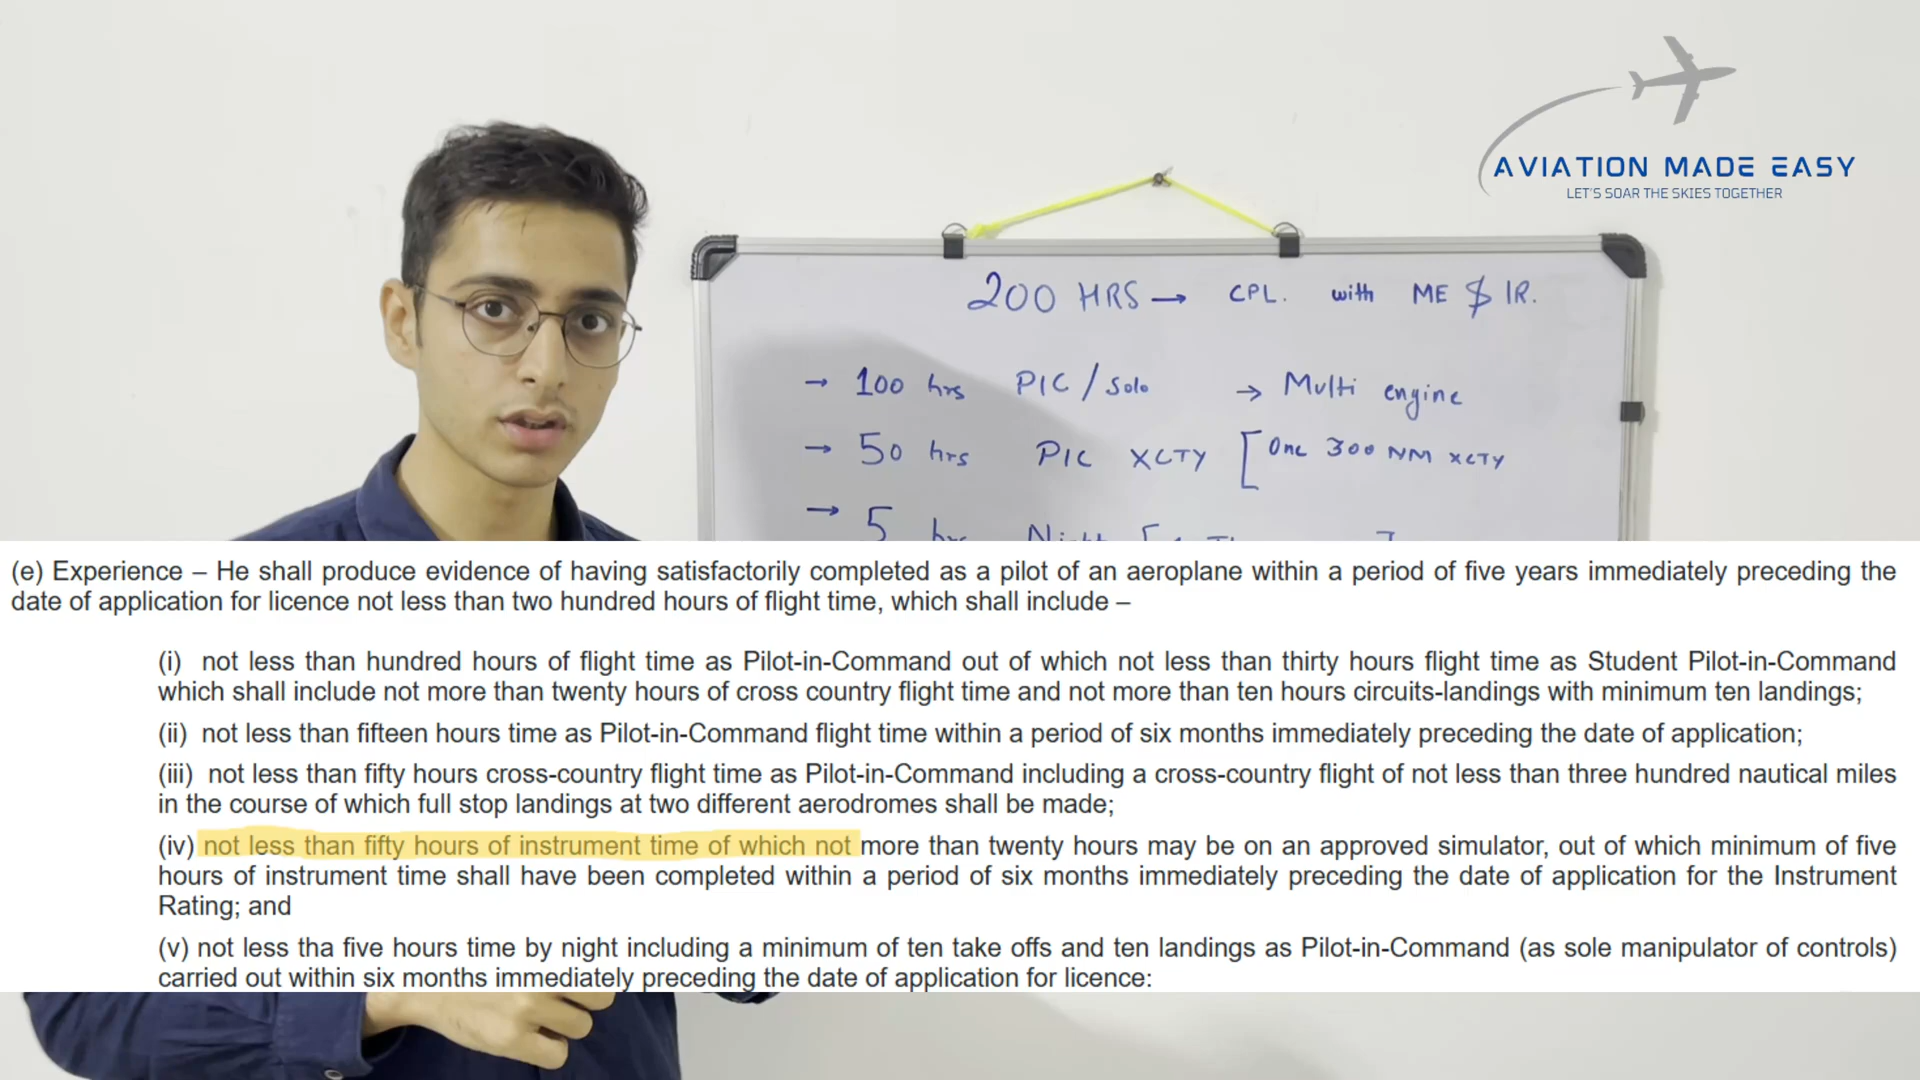 AVIATION MADE EASY
LET'S SOAR THE SKIES TOGETHER
200 HRS → CPL. with ME $ IR.
→ 100 hrs PIC / Solo → Multi engine
→ 50 hrs PIC XCTY [ One 300 NM XCTY
→ 5 hrs Night [
(e) Experience – He shall produce evidence of having satisfactorily completed as a pilot of an aeroplane within a period of five years immediately preceding the
date of application for licence not less than two hundred hours of flight time, which shall include –
(i) not less than hundred hours of flight time as Pilot-in-Command out of which not less than thirty hours flight time as Student Pilot-in-Command
which shall include not more than twenty hours of cross country flight time and not more than ten hours circuits-landings with minimum ten landings;
(ii) not less than fifteen hours time as Pilot-in-Command flight time within a period of six months immediately preceding the date of application;
(iii) not less than fifty hours cross-country flight time as Pilot-in-Command including a cross-country flight of not less than three hundred nautical miles
in the course of which full stop landings at two different aerodromes shall be made;
(iv) not less than fifty hours of instrument time of which not more than twenty hours may be on an approved simulator, out of which minimum of five
hours of instrument time shall have been completed within a period of six months immediately preceding the date of application for the Instrument
Rating; and
(v) not less tha five hours time by night including a minimum of ten take offs and ten landings as Pilot-in-Command (as sole manipulator of controls)
carried out within six months immediately preceding the date of application for licence: